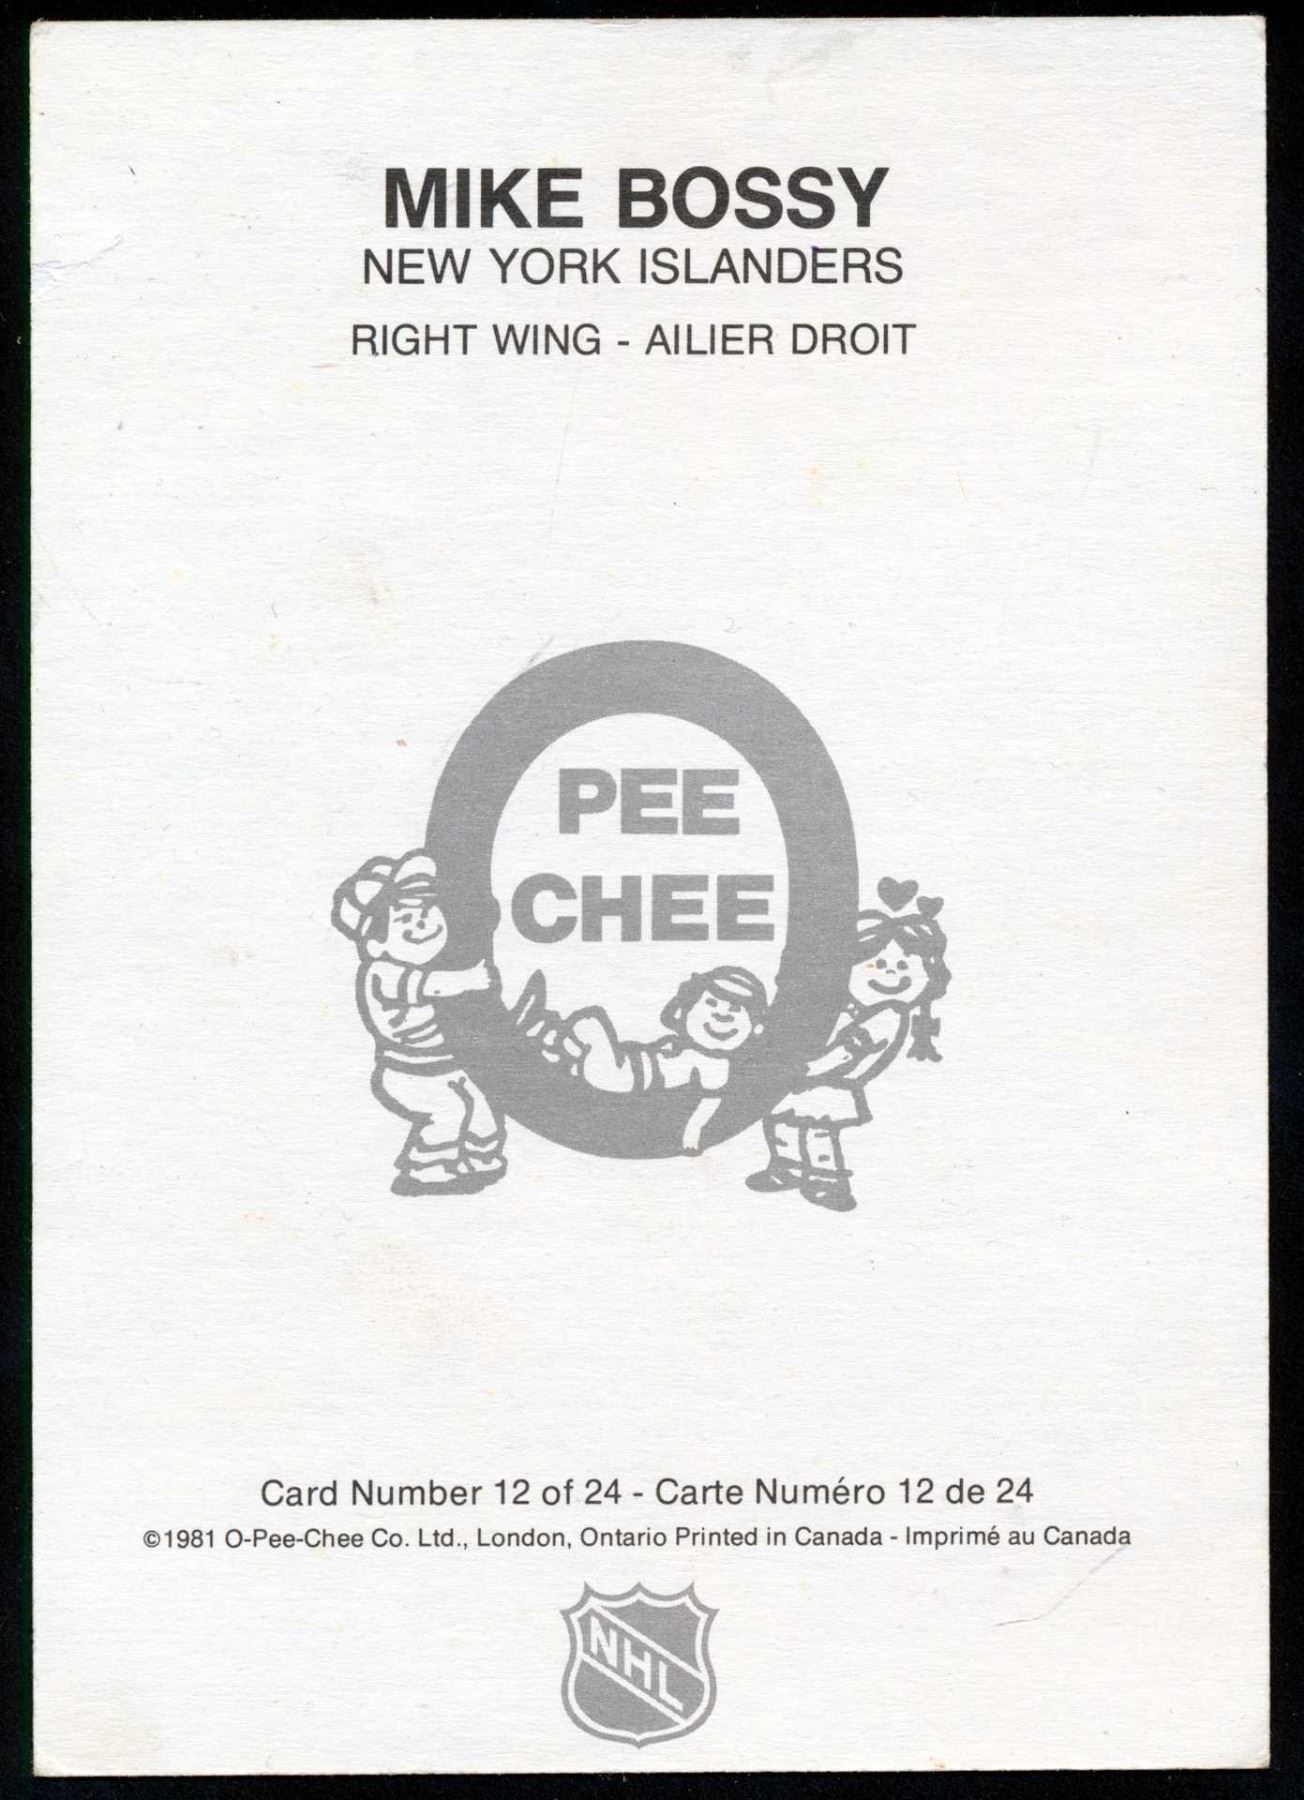 MIKE BOSSY
NEW YORK ISLANDERS
RIGHT WING - AILIER DROIT
O
PEE
CHEE
Card Number 12 of 24 - Carte Numéro 12 de 24
©1981 O-Pee-Chee Co. Ltd., London, Ontario Printed in Canada - Imprimé au Canada
NHL